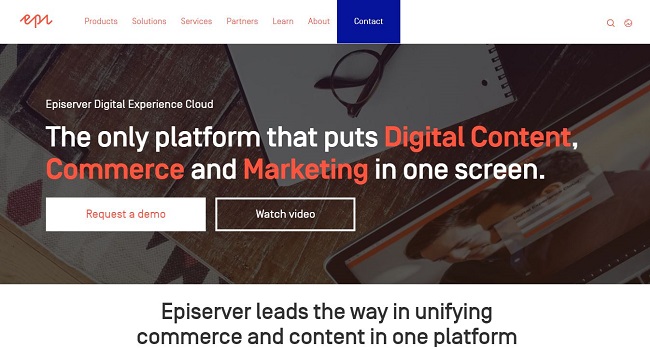 epi Products Solutions Services Partners Learn About Contact
Episerver Digital Experience Cloud
The only platform that puts Digital Content,
Commerce and Marketing in one screen.
Request a demo Watch video
Episerver leads the way in unifying
commerce and content in one platform